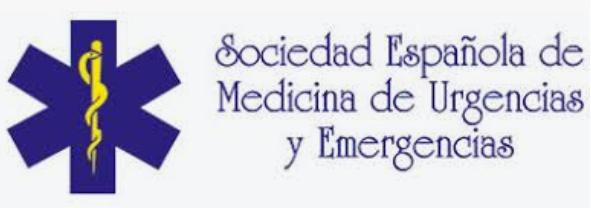 Sociedad Española de
Medicina de Urgencias
y Emergencias